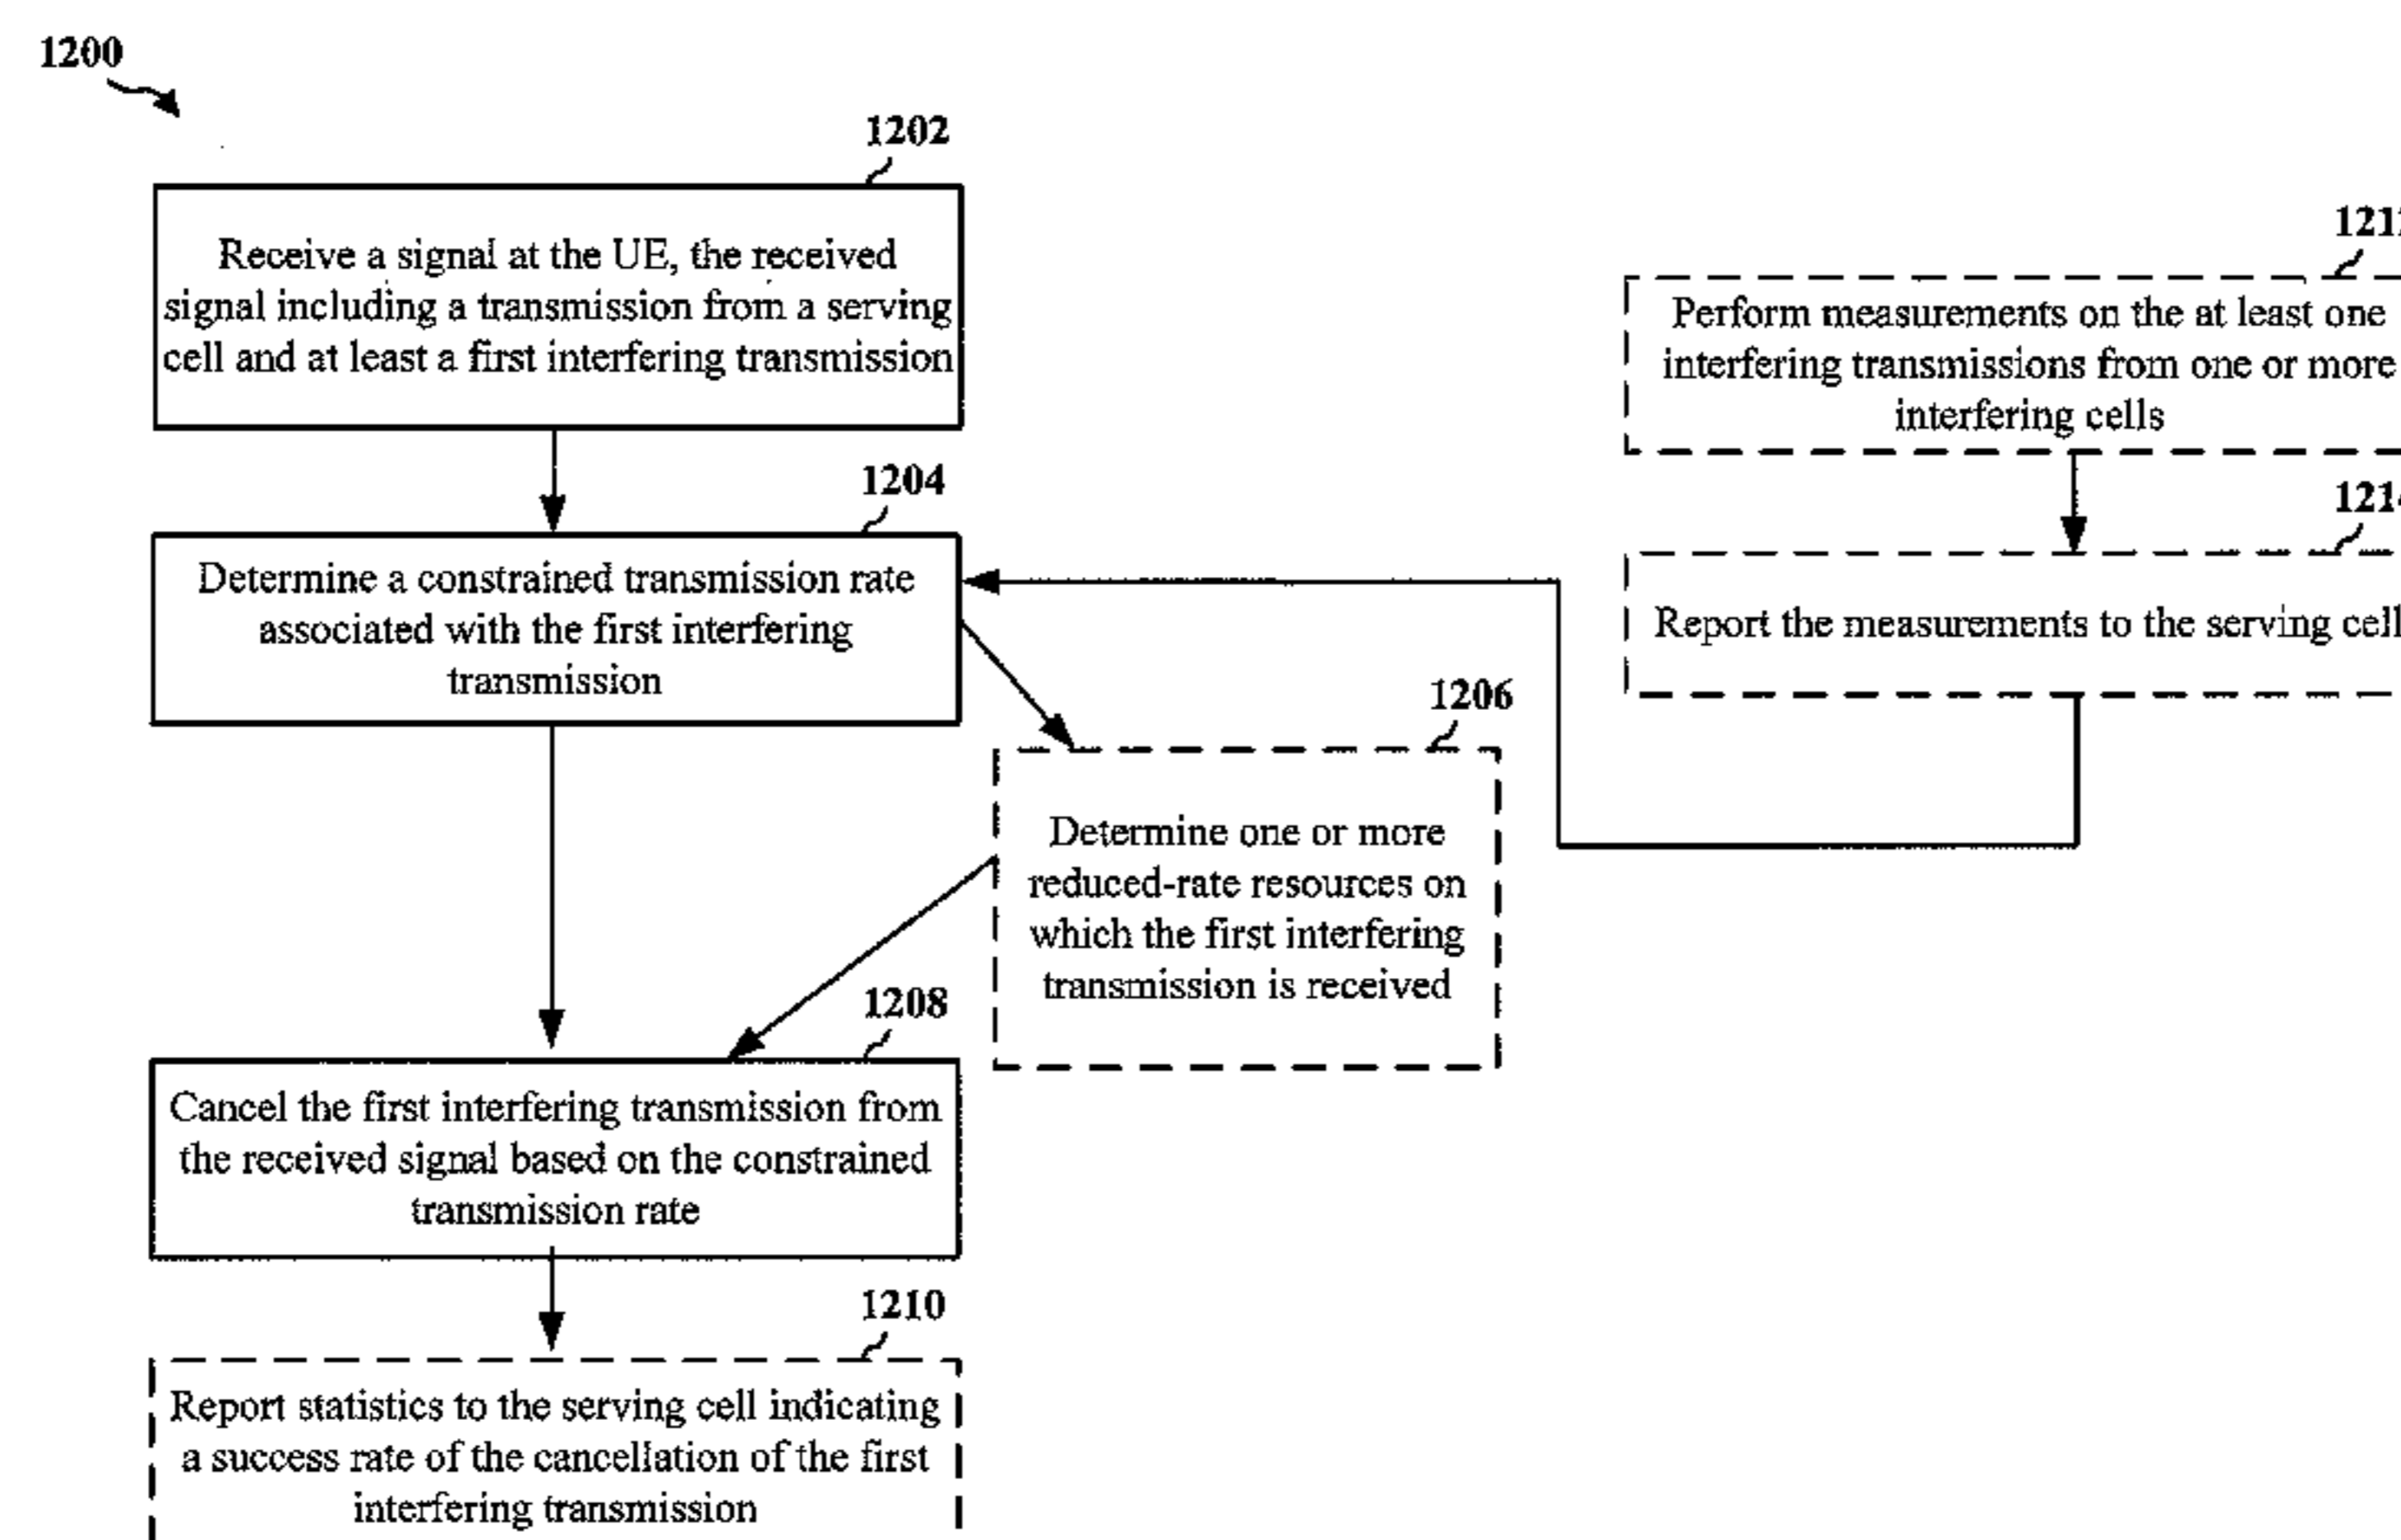 1200
1202
Receive a signal at the UE, the received
signal including a transmission from a serving
cell and at least a first interfering transmission
1204
Determine a constrained transmission rate
associated with the first interfering
transmission
1206
Determine one or more
reduced-rate resources on
which the first interfering
transmission is received
1208
Cancel the first interfering transmission from
the received signal based on the constrained
transmission rate
1210
Report statistics to the serving cell indicating
a success rate of the cancellation of the first
interfering transmission
1212
Perform measurements on the at least one
interfering transmissions from one or more
interfering cells
1214
Report the measurements to the serving cell